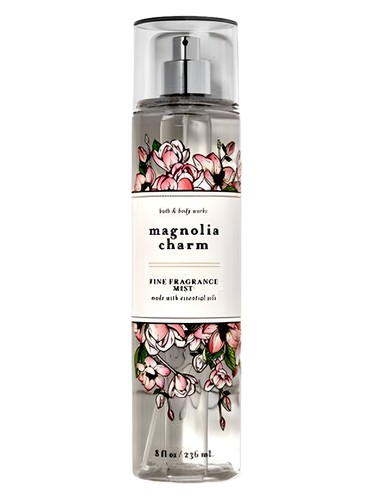 bath & body works
magnolia
charm
FINE FRAGRANCE
MIST
made with essential oils
8 fl oz / 236 mL